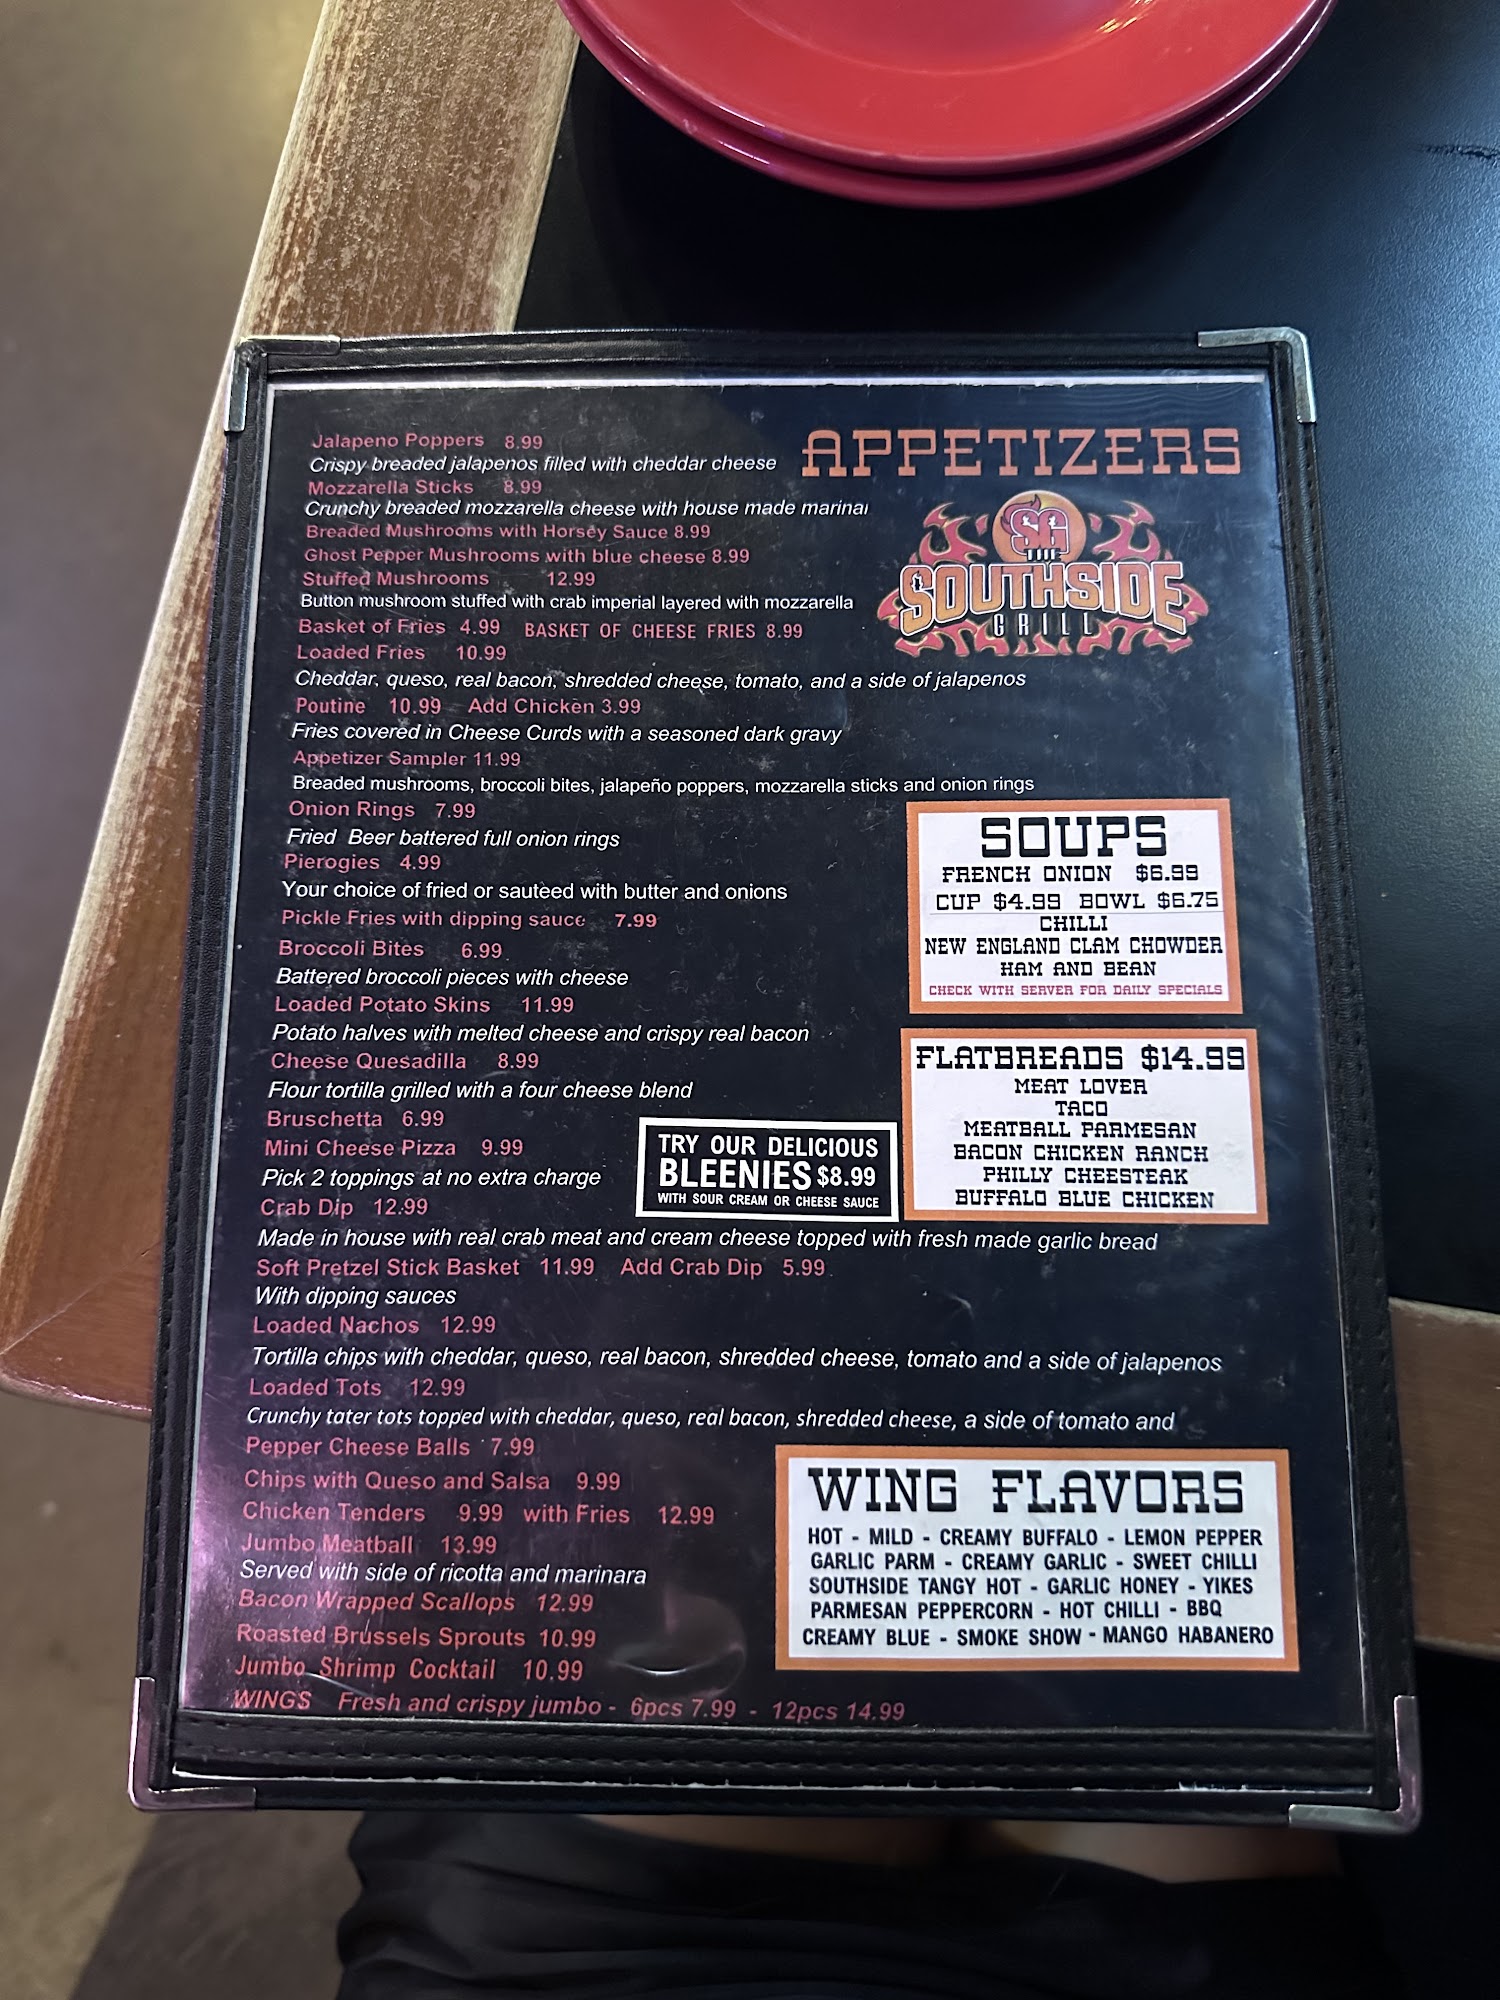 APPETIZERS
SG
THE
SOUTHSIDE
GRILL
Jalapeno Poppers 8.99
Crispy breaded jalapenos filled with cheddar cheese
Mozzarella Sticks 8.99
Crunchy breaded mozzarella cheese with house made marinar
Breaded Mushrooms with Horsey Sauce 8.99
Ghost Pepper Mushrooms with blue cheese 8.99
Stuffed Mushrooms 12.99
Button mushroom stuffed with crab imperial layered with mozzarella
Basket of Fries 4.99 BASKET OF CHEESE FRIES 8.99
Loaded Fries 10.99
Cheddar, queso, real bacon, shredded cheese, tomato, and a side of jalapenos
Poutine 10.99 Add Chicken 3.99
Fries covered in Cheese Curds with a seasoned dark gravy
Appetizer Sampler 11.99
Breaded mushrooms, broccoli bites, jalapeño poppers, mozzarella sticks and onion rings
Onion Rings 7.99
Fried Beer battered full onion rings
Pierogies 4.99
Your choice of fried or sauteed with butter and onions
Pickle Fries with dipping sauce 7.99
Broccoli Bites 6.99
Battered broccoli pieces with cheese
Loaded Potato Skins 11.99
Potato halves with melted cheese and crispy real bacon
Cheese Quesadilla 8.99
Flour tortilla grilled with a four cheese blend
Bruschetta 6.99
Mini Cheese Pizza 9.99
Pick 2 toppings at no extra charge
Crab Dip 12.99
Made in house with real crab meat and cream cheese topped with fresh made garlic bread
Soft Pretzel Stick Basket 11.99 Add Crab Dip 5.99
With dipping sauces
Loaded Nachos 12.99
Tortilla chips with cheddar, queso, real bacon, shredded cheese, tomato and a side of jalapenos
Loaded Tots 12.99
Crunchy tater tots topped with cheddar, queso, real bacon, shredded cheese, a side of tomato and
Pepper Cheese Balls 7.99
Chips with Queso and Salsa 9.99
Chicken Tenders 9.99 with Fries 12.99
Jumbo Meatball 13.99
Served with side of ricotta and marinara
Bacon Wrapped Scallops 12.99
Roasted Brussels Sprouts 10.99
Jumbo Shrimp Cocktail 10.99
WINGS Fresh and crispy jumbo - 6pcs 7.99 - 12pcs 14.99
SOUPS
FRENCH ONION $6.99
CUP $4.99 BOWL $6.75
CHILLI
NEW ENGLAND CLAM CHOWDER
HAM AND BEAN
CHECK WITH SERVER FOR DAILY SPECIALS
FLATBREADS $14.99
MEAT LOVER
TACO
MEATBALL PARMESAN
BACON CHICKEN RANCH
PHILLY CHEESTEAK
BUFFALO BLUE CHICKEN
TRY OUR DELICIOUS
BLEENIES $8.99
WITH SOUR CREAM OR CHEESE SAUCE
WING FLAVORS
HOT - MILD - CREAMY BUFFALO - LEMON PEPPER
GARLIC PARM - CREAMY GARLIC - SWEET CHILLI
SOUTHSIDE TANGY HOT - GARLIC HONEY - YIKES
PARMESAN PEPPERCORN - HOT CHILLI - BBQ
CREAMY BLUE - SMOKE SHOW - MANGO HABANERO